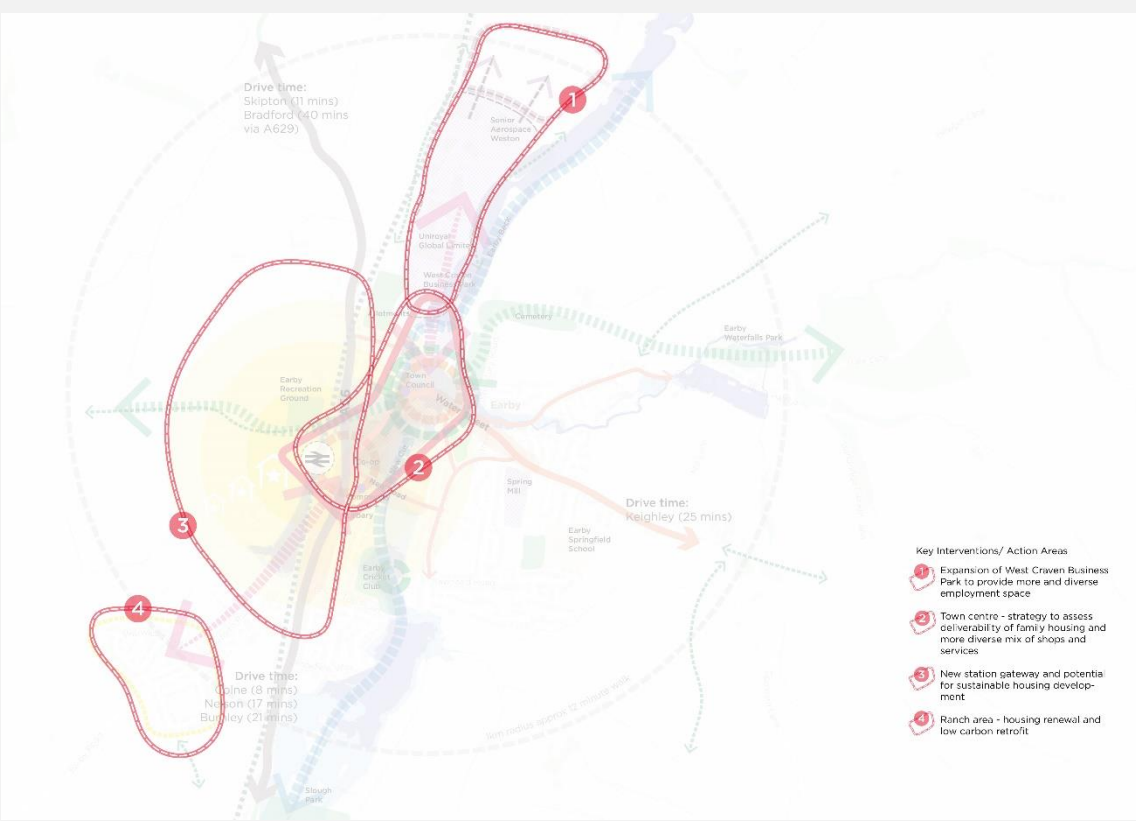 Drive time:
Skipton (11 mins)
Bradford (40 mins
via A629)
1
Senior
Aerospace
Weston
Uniroyal
Global Limited
West Craven
Business Park
Allotments
Cemetery
Earby
Waterfalls Park
Earby
Recreation
Ground
Town
Council
Water Street
Earby
2
Spring
Mill
Drive time:
Keighley (25 mins)
3
Earby
Springfield
School
Earby
Cricket
Club
4
Drive time:
Colne (8 mins)
Nelson (17 mins)
Burnley (21 mins)
Slough
Park
Key Interventions/ Action Areas
1 Expansion of West Craven Business
Park to provide more and diverse
employment space
2 Town centre - strategy to assess
deliverability of family housing and
more diverse mix of shops and
services
3 New station gateway and potential
for sustainable housing develop-
ment
4 Ranch area - housing renewal and
low carbon retrofit